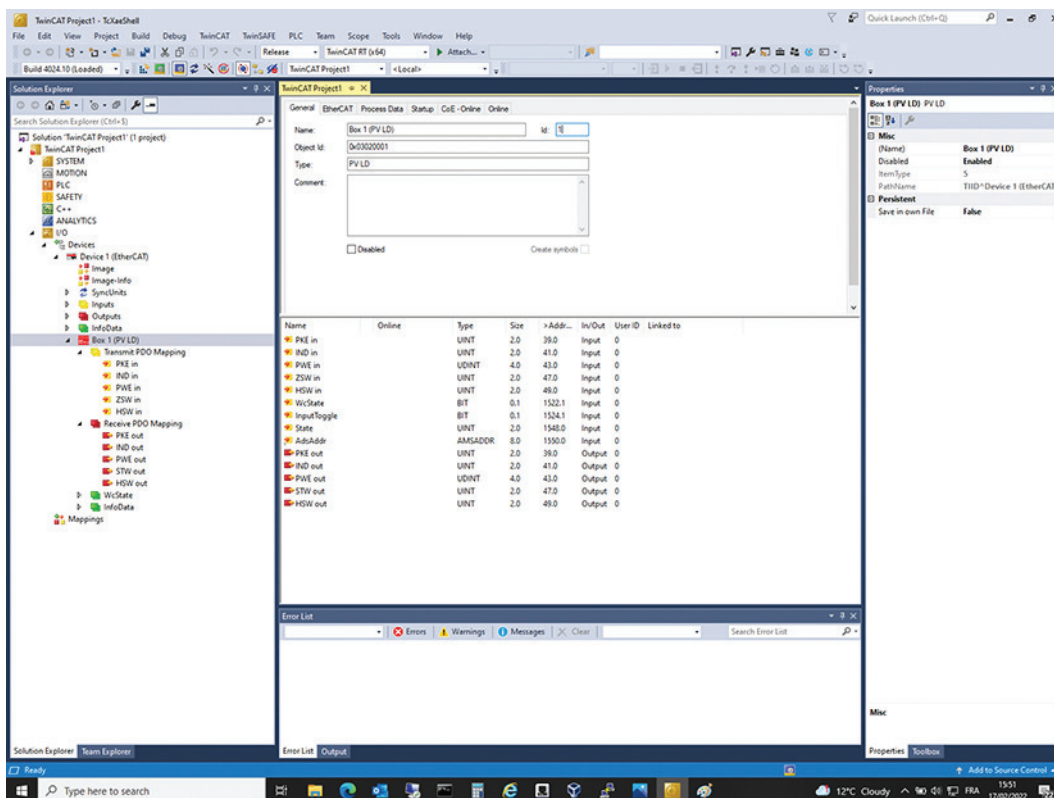 TwinCAT Project1 - TcXaeShell
Quick Launch (Ctrl+Q)
File Edit View Project Build Debug TwinCAT TwinSAFE PLC Team Scope Tools Window Help
Release TwinCAT RT (x64) Attach...
Build 4024.10 (Loaded) TwinCAT Project1 <Local>
Solution Explorer
Search Solution Explorer (Ctrl+$)
Solution 'TwinCAT Project1' (1 project)
TwinCAT Project1
SYSTEM
MOTION
PLC
SAFETY
C++
ANALYTICS
I/O
Devices
Device 1 (EtherCAT)
Image
Image-Info
SyncUnits
Inputs
Outputs
InfoData
Box 1 (PV LD)
Transmit PDO Mapping
PKE in
IND in
PWE in
ZSW in
HSW in
Receive PDO Mapping
PKE out
IND out
PWE out
STW out
HSW out
WcState
InfoData
Mappings
Solution Explorer Team Explorer
TwinCAT Project1
General EtherCAT Process Data Startup CoE - Online Online
Name: Box 1 (PV LD) Id: 1
Object Id: 0x03020001
Type: PV LD
Comment:
Disabled Create symbols
Name Online Type Size >Addr... In/Out User ID Linked to
PKE in UINT 2.0 39.0 Input 0
IND in UINT 2.0 41.0 Input 0
PWE in UDINT 4.0 43.0 Input 0
ZSW in UINT 2.0 47.0 Input 0
HSW in UINT 2.0 49.0 Input 0
WcState BIT 0.1 1522.1 Input 0
InputToggle BIT 0.1 1524.1 Input 0
State UINT 2.0 1548.0 Input 0
AdsAddr AMSADDR 8.0 1550.0 Input 0
PKE out UINT 2.0 39.0 Output 0
IND out UINT 2.0 41.0 Output 0
PWE out UDINT 4.0 43.0 Output 0
STW out UINT 2.0 47.0 Output 0
HSW out UINT 2.0 49.0 Output 0
Error List
Errors Warnings Messages Clear Search Error List
Error List Output
Properties
Box 1 (PV LD) PV LD
Misc
(Name) Box 1 (PV LD)
Disabled Enabled
ItemType 5
PathName TIID^Device 1 (EtherCAT
Persistent
Save in own File False
Misc
Properties Toolbox
Ready
Add to Source Control
Type here to search
12°C Cloudy FRA 15:51
17/02/2022